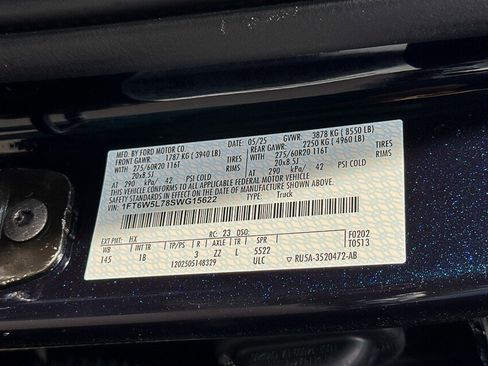 MFD. BY FORD MOTOR CO.
05/25 GVWR: 3878 KG ( 8550 LB)
FRONT GAWR: 1787 KG (3940 LB) REAR GAWR: 2250 KG ( 4960 LB)
WITH 275/60R20 116T TIRES WITH 275/60R20 116T TIRES
20x8.5J RIMS 20x8.5J RIMS
AT 290 kPa/ 42 PSI COLD AT 290 kPa/ 42 PSI COLD
THIS VEHICLE CONFORMS TO ALL APPLICABLE FEDERAL MOTOR VEHICLE
SAFETY STANDARDS IN EFFECT ON THE DATE OF MANUFACTURE SHOWN ABOVE.
VIN: 1FT6W5L78SWG15622 TYPE: Truck
EXT PNT: HX RC: 23 DSO:
WB INT TR TP/PS R AXLE TR SPR
145 1B 3 ZZ L 5522
F0202
T0513
1202505148329 ULC ▽ RU5A-3520472-AB